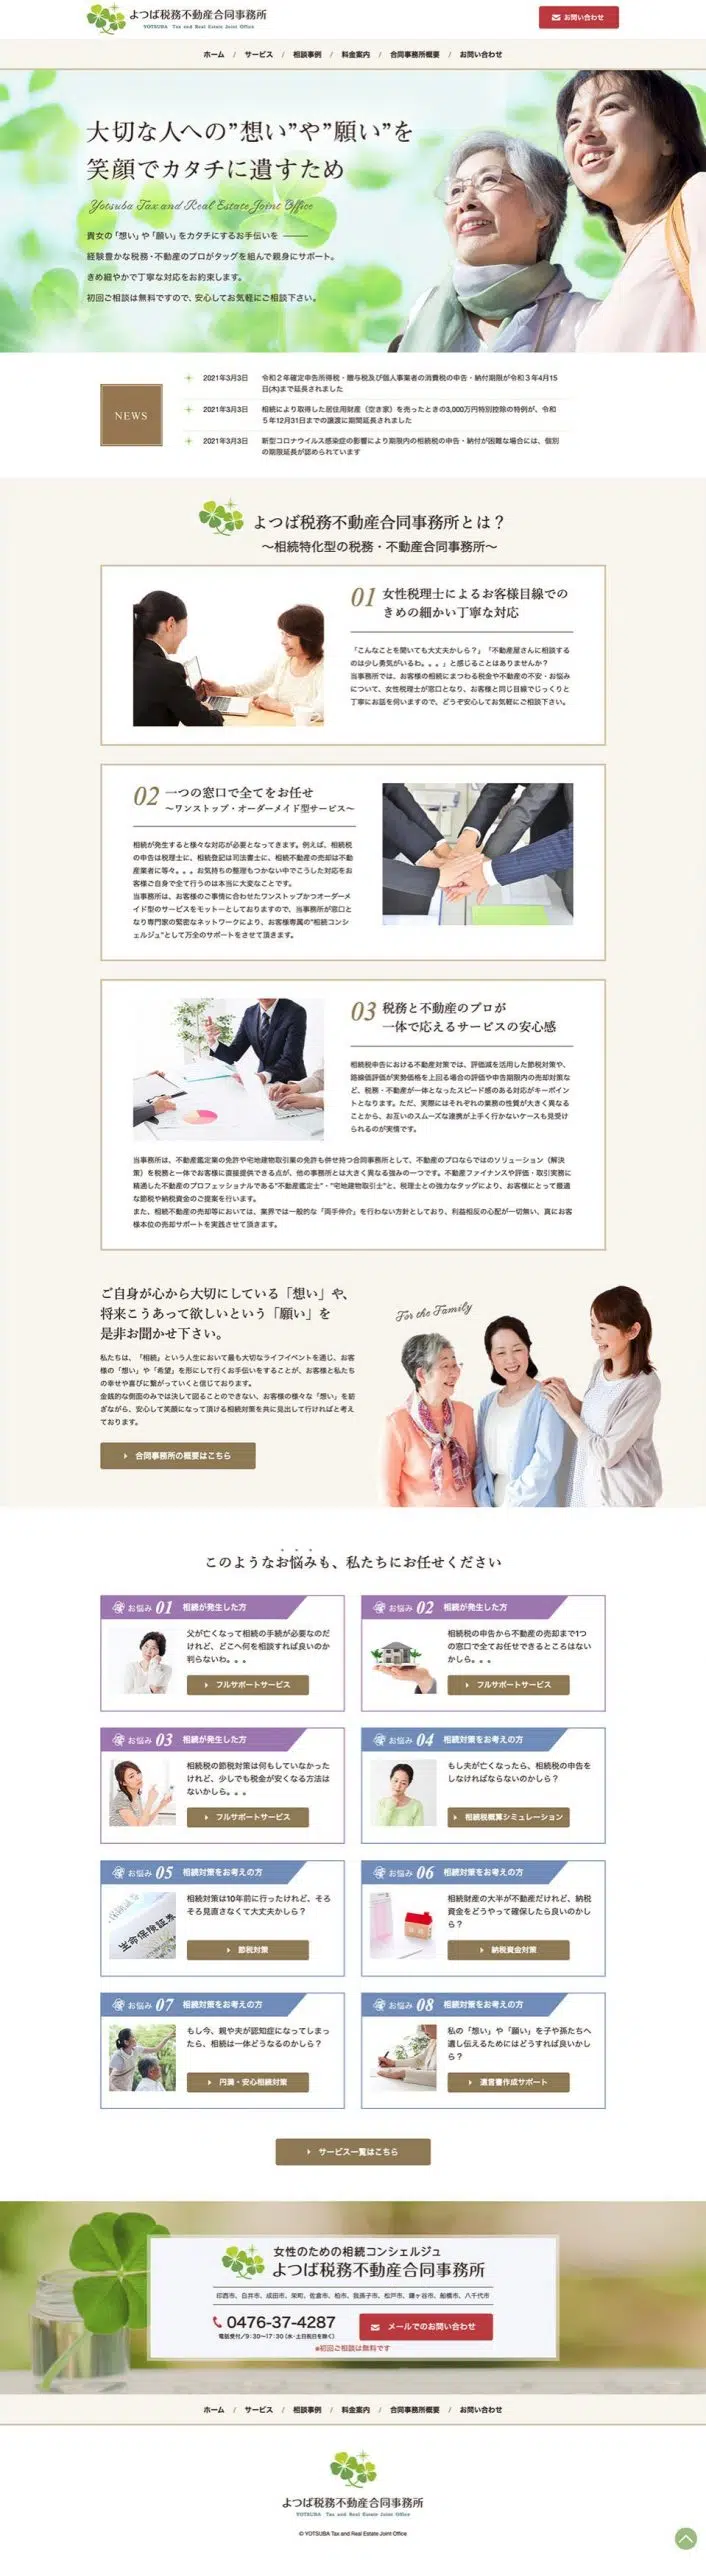 よつば税務不動産合同事務所
YOTSUBA Tax and Real Estate Joint Office
お問い合わせ
ホーム / サービス / 相談事例 / 料金案内 / 合同事務所概要 / お問い合わせ
大切な人への"想い"や"願い"を
笑顔でカタチに遺すため
Yotsuba Tax and Real Estate Joint Office
貴女の「想い」や「願い」をカタチにするお手伝いを ——
経験豊かな税務・不動産のプロがタッグを組んで親身にサポート。
きめ細やかで丁寧な対応をお約束します。
初回ご相談は無料ですので、安心してお気軽にご相談下さい。
NEWS
2021年3月3日 令和2年確定申告所得税・贈与税及び個人事業者の消費税の申告・納付期限が令和3年4月15
日(木)まで延長されました
2021年3月3日 相続により取得した居住用財産（空き家）を売ったときの3,000万円特別控除の特例が、令和
5年12月31日までの譲渡に期間延長されました
2021年3月3日 新型コロナウイルス感染症の影響により期限内の相続税の申告・納付が困難な場合には、個別
の期限延長が認められています
よつば税務不動産合同事務所とは？
～相続特化型の税務・不動産合同事務所～
01 女性税理士によるお客様目線での
きめの細かい丁寧な対応
「こんなことを聞いても大丈夫かしら？」「不動産屋さんに相談する
のは少し勇気がいるわ。。。」と感じることはありませんか？
当事務所では、お客様の相続にまつわる税金や不動産の不安・お悩み
について、女性税理士が窓口となり、お客様と同じ目線でじっくりと
丁寧にお話を伺いますので、どうぞ安心してお気軽にご相談下さい。
02 一つの窓口で全てをお任せ
～ワンストップ・オーダーメイド型サービス～
相続が発生すると様々な対応が必要となってきます。例えば、相続税
の申告は税理士に、相続登記は司法書士に、相続不動産の売却は不動
産業者に等々。。。お気持ちの整理もつかない中でこうした対応をお
客様ご自身で全て行うのは本当に大変なことです。
当事務所は、お客様のご事情に合わせたワンストップかつオーダーメ
イド型のサービスをモットーとしておりますので、当事務所が窓口と
なり専門家の緊密なネットワークにより、お客様専属の"相続コンシ
ェルジュ"として万全のサポートをさせて頂きます。
03 税務と不動産のプロが
一体で応えるサービスの安心感
相続税申告における不動産対策では、評価減を活用した節税対策や、
路線価評価が実勢価格を上回る場合の評価や申告期限内の売却対策な
ど、税務・不動産が一体となったスピード感のある対応がキーポイン
トとなります。ただ、実際にはそれぞれの業務の性質が大きく異なる
ことから、お互いのスムーズな連携が上手く行かないケースも見受け
られるのが実情です。
当事務所は、不動産鑑定業の免許や宅地建物取引業の免許も併せ持つ合同事務所として、不動産のプロならではのソリューション（解決
策）を税務と一体でお客様に直接提供できる点が、他の事務所とは大きく異なる強みの一つです。不動産ファイナンスや評価・取引実務に
精通した不動産のプロフェッショナルである"不動産鑑定士"・"宅地建物取引士"と、税理士との強力なタッグにより、お客様にとって最適
な節税や納税資金のご提案を行います。
また、相続不動産の売却等においては、業界では一般的な「両手仲介」を行わない方針としており、利益相反の心配が一切無い、真にお客
様本位の売却サポートを実践させて頂きます。
ご自身が心から大切にしている「想い」や、
将来こうあって欲しいという「願い」を
是非お聞かせ下さい。
For the Family
私たちは、「相続」という人生において最も大切なライフイベントを通じ、お客
様の「想い」や「希望」を形にして行くお手伝いをすることが、お客様と私たち
の幸せや喜びに繋がっていくと信じております。
金銭的な側面のみでは決して図ることのできない、お客様の様々な「想い」を紡
ぎながら、安心して笑顔になって頂ける相続対策を共に見出して行ければと考え
ております。
合同事務所の概要はこちら
このようなお悩みも、私たちにお任せください
お悩み 01 相続が発生した方
父が亡くなって相続の手続が必要なのだ
けれど、どこへ何を相談すれば良いのか
判らないわ。。。
フルサポートサービス
お悩み 02 相続が発生した方
相続税の申告から不動産の売却まで1つ
の窓口で全てお任せできるところはない
かしら。。。
フルサポートサービス
お悩み 03 相続が発生した方
相続税の節税対策は何もしていなかった
けれど、少しでも税金が安くなる方法は
ないかしら。。。
フルサポートサービス
お悩み 04 相続対策をお考えの方
もし夫が亡くなったら、相続税の申告を
しなければならないのかしら？
相続税概算シミュレーション
お悩み 05 相続対策をお考えの方
相続対策は10年前に行ったけれど、そろ
そろ見直さなくて大丈夫かしら？
生命保険証券
節税対策
お悩み 06 相続対策をお考えの方
相続財産の大半が不動産だけれど、納税
資金をどうやって確保したら良いのかし
ら？
納税資金対策
お悩み 07 相続対策をお考えの方
もし今、親や夫が認知症になってしまっ
たら、相続は一体どうなるのかしら？
円満・安心相続対策
お悩み 08 相続対策をお考えの方
私の「想い」や「願い」を子や孫たちへ
遺し伝えるためにはどうすれば良いかし
ら？
遺言書作成サポート
サービス一覧はこちら
女性のための相続コンシェルジュ
よつば税務不動産合同事務所
印西市、白井市、成田市、栄町、佐倉市、柏市、我孫子市、松戸市、鎌ヶ谷市、船橋市、八千代市
0476-37-4287
電話受付／9：30～17：30（水・土日祝日を除く）
メールでのお問い合わせ
※初回ご相談は無料です
ホーム / サービス / 相談事例 / 料金案内 / 合同事務所概要 / お問い合わせ
よつば税務不動産合同事務所
YOTSUBA Tax and Real Estate Joint Office
© YOTSUBA Tax and Real Estate Joint Office